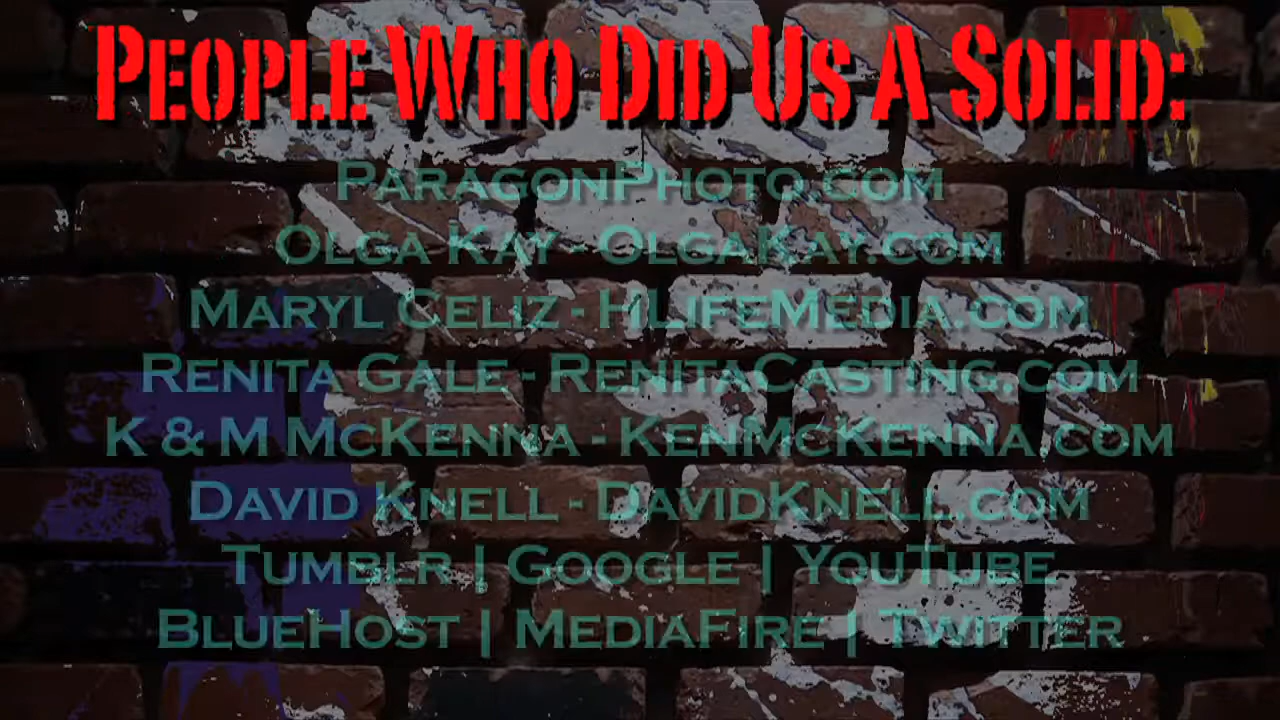 People Who Did Us A Solid:
ParagonPhoto.com
Olga Kay - OlgaKay.com
Maryl Celiz - HLifeMedia.com
Renita Gale - RenitaCasting.com
K & M McKenna - KenMcKenna.com
David Knell - DavidKnell.com
Tumblr | Google | YouTube
BlueHost | MediaFire | Twitter